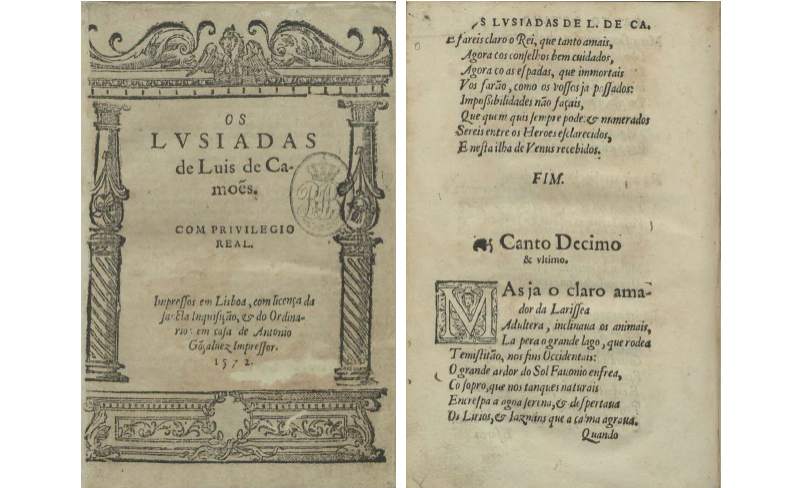 OS
LVSIADAS
de Luis de Ca-
moẽs.
COM PRIVILEGIO
REAL.
Impressos em Lisboa, com licença da
sancta Inquisição, & do Ordina-
rio: em casa de Antonio
Gõçaluez Impressor.
1572.
S LVSIADAS DE L. DE CA.
Fareis claro o Rei, que tanto amais,
Agora cos conselhos bem cuidados,
Agora co as espadas, que immortais
Vos farão, como os vossos ja passados:
Impossibilidades não façais,
Que quem quis sempre pode: & numerados
Sereis entre os Heroes esclarecidos,
E nesta ilha de Venus recebidos.
FIM.
Canto Decimo
& vltimo.
Mas ja o claro ama-
dor da Larissea
Adultera, inclinaua os animais,
La pera o grande lago, que rodea
Temistitão, nos fins Occidentais:
O grande ardor do Sol Fauonio enfrea,
Co sopro, que nos tanques naturais
Encrespa a agoa serena, & despertaua
Os Lirios, & Iazmins que a calma agraua.
Quando